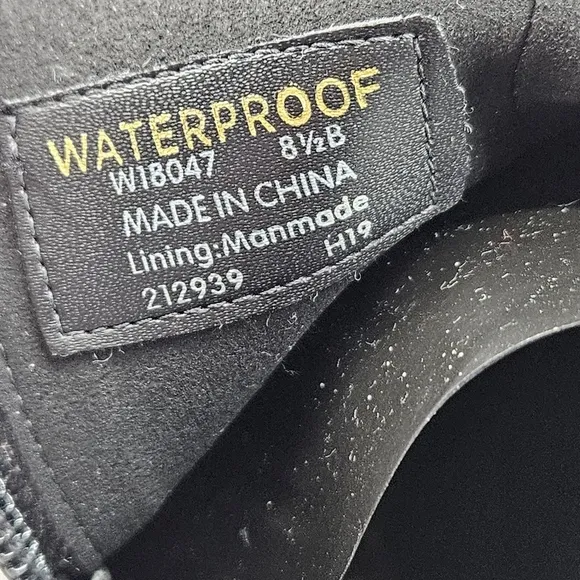 WATERPROOF
W18047 8½B
MADE IN CHINA
Lining:Manmade
212939 H19